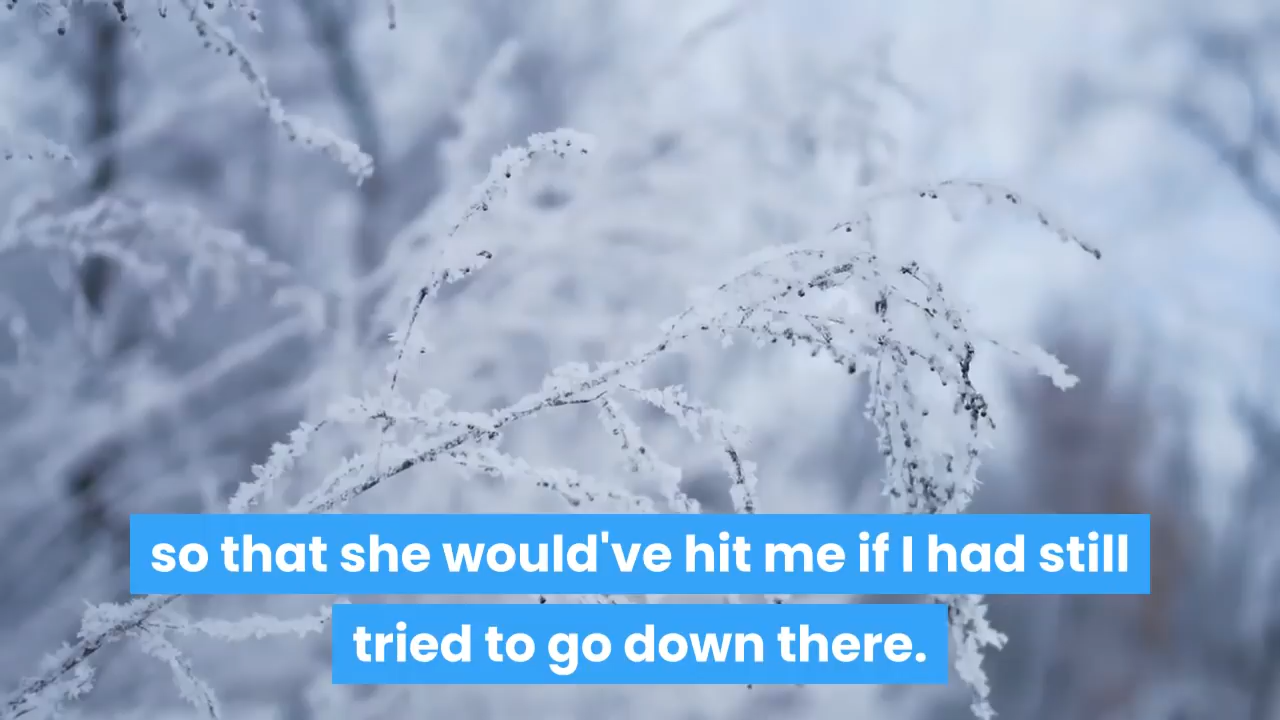 so that she would've hit me if I had still
tried to go down there.